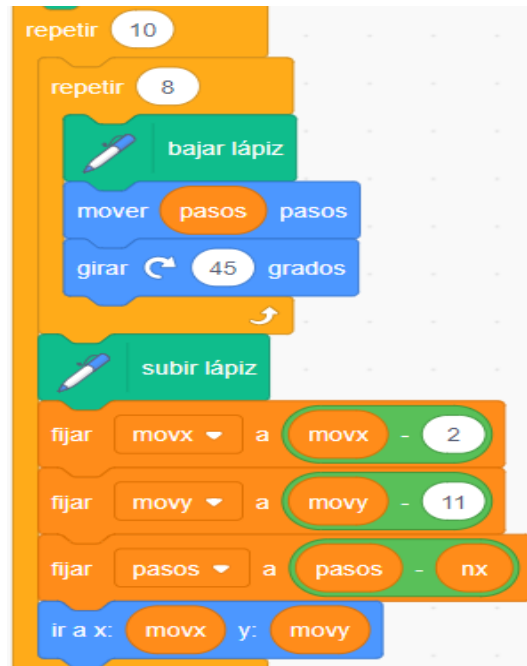 repetir 10
repetir 8
bajar lápiz
mover pasos pasos
girar 45 grados
subir lápiz
fijar movx a movx - 2
fijar movy a movy - 11
fijar pasos a pasos - nx
ir a x: movx y: movy